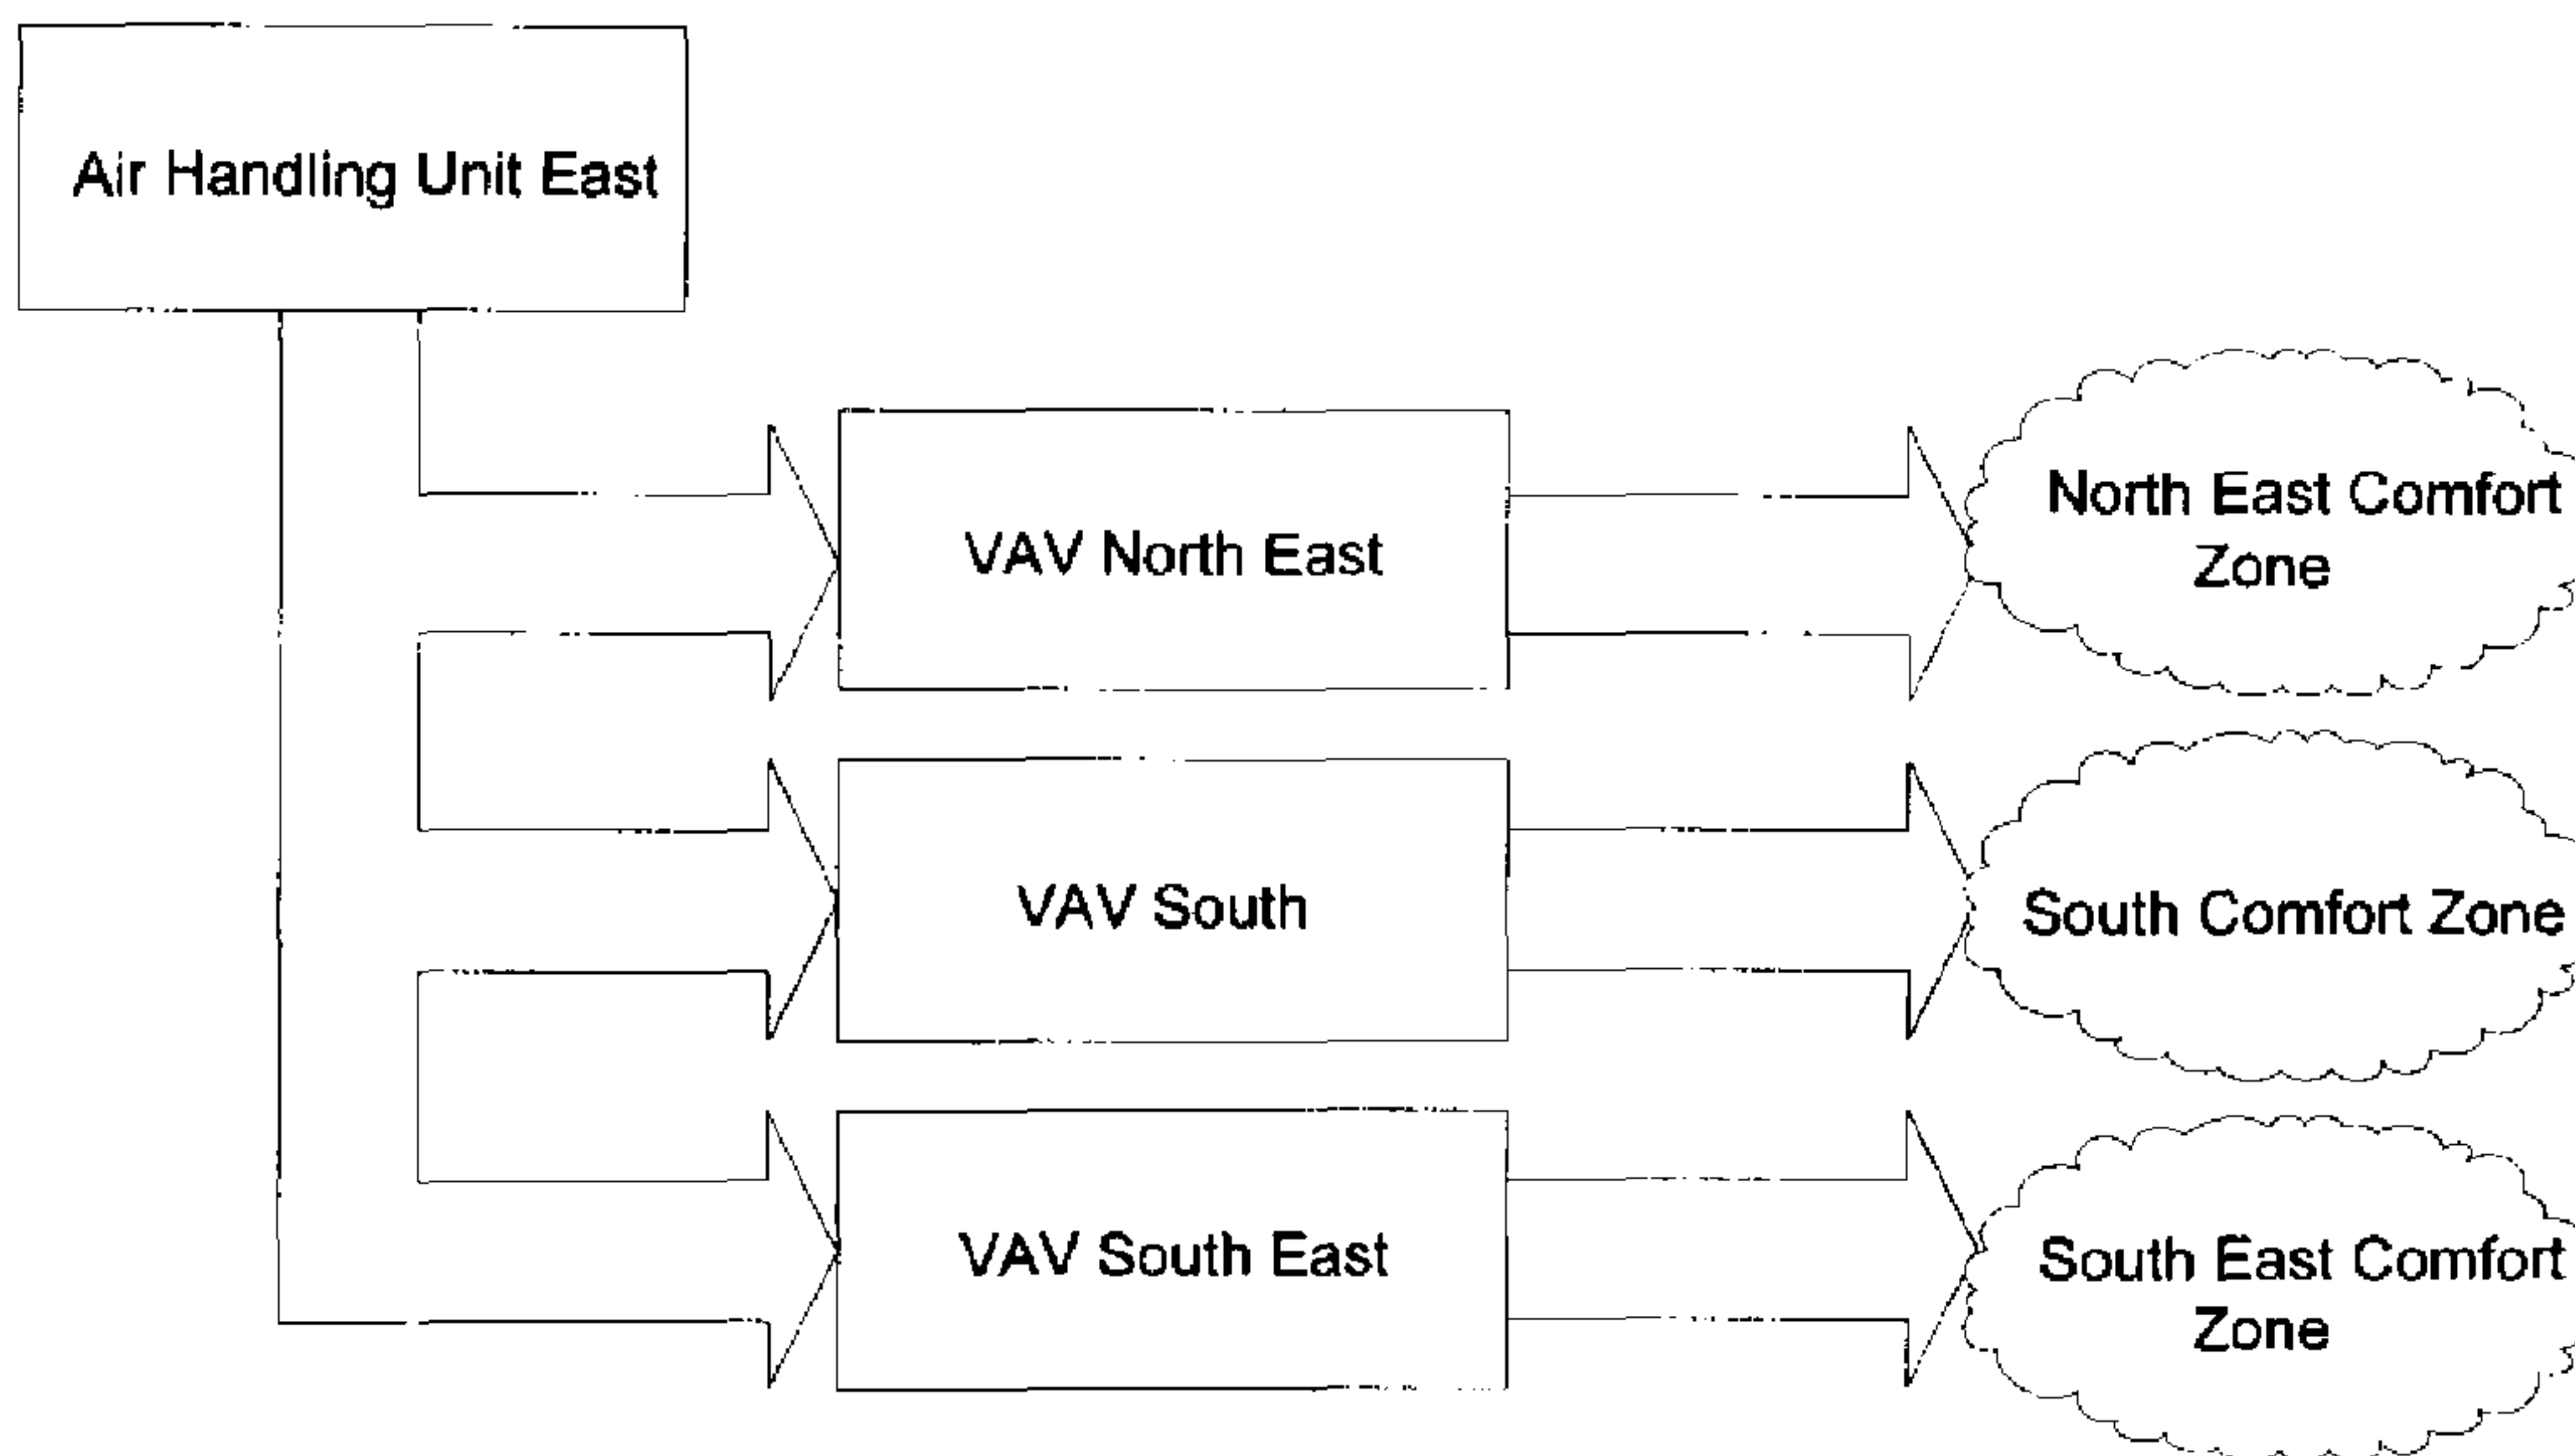 Air Handling Unit East
VAV North East
North East Comfort
Zone
VAV South
South Comfort Zone
VAV South East
South East Comfort
Zone